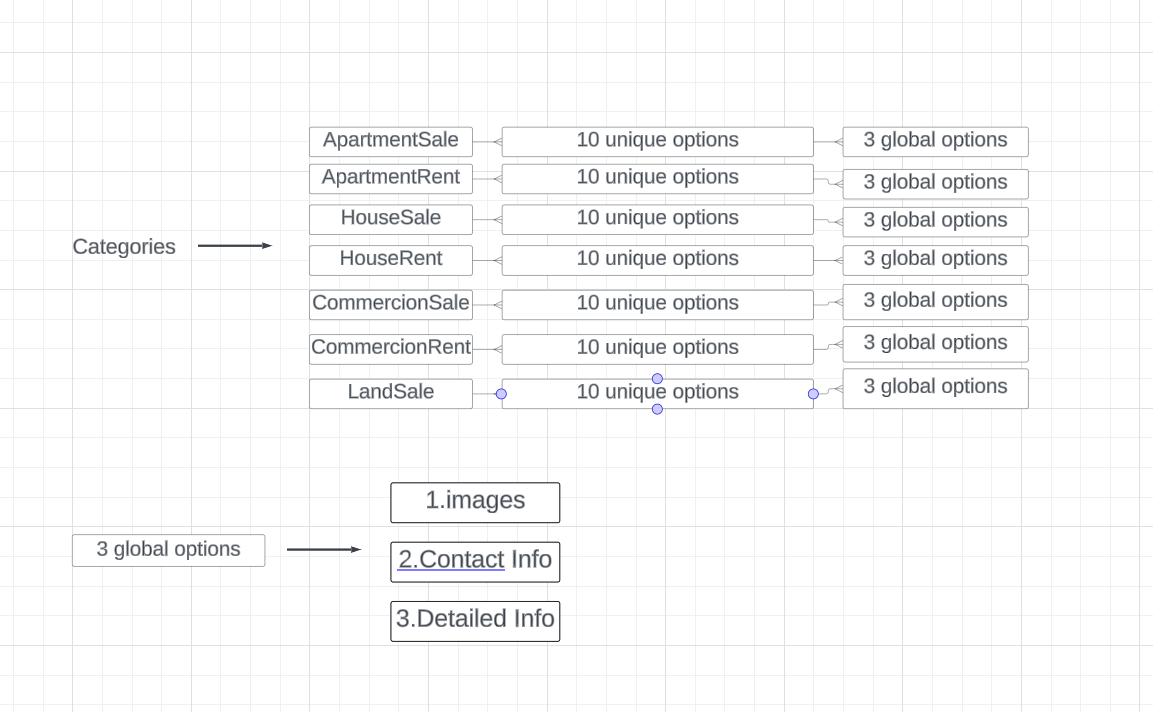 ApartmentSale 10 unique options 3 global options
ApartmentRent 10 unique options 3 global options
HouseSale 10 unique options 3 global options
Categories HouseRent 10 unique options 3 global options
CommercionSale 10 unique options 3 global options
CommercionRent 10 unique options 3 global options
LandSale 10 unique options 3 global options
1.images
3 global options 2.Contact Info
3.Detailed Info